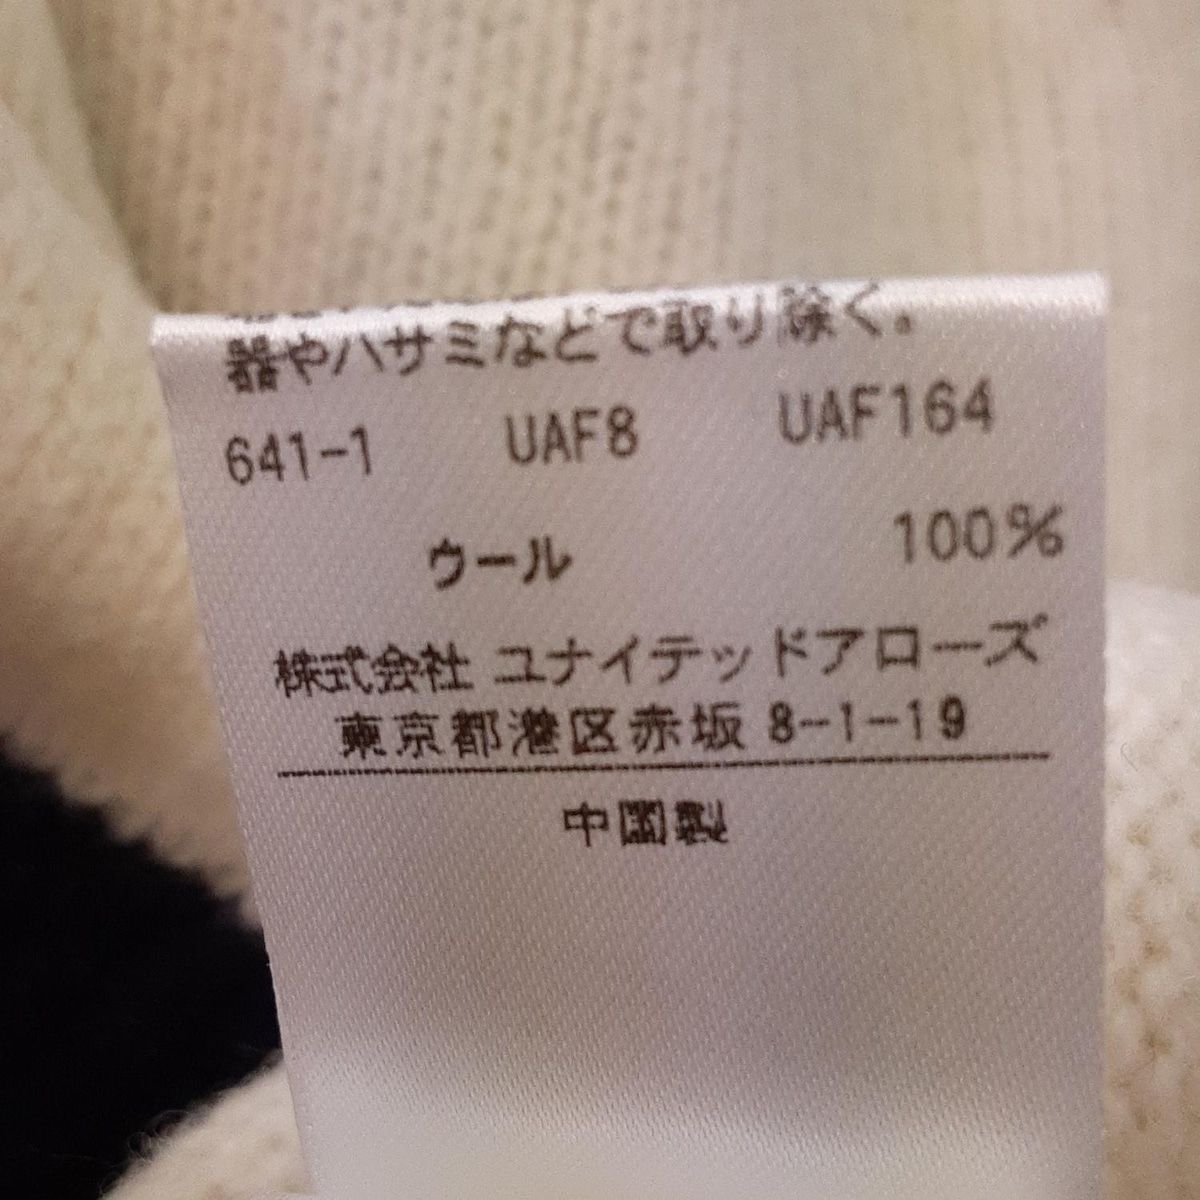 器やハサミなどで取り除く。
641-1 UAF8 UAF164
ウール 100%
株式会社 ユナイテッドアローズ
東京都港区赤坂 8-1-19
中国製